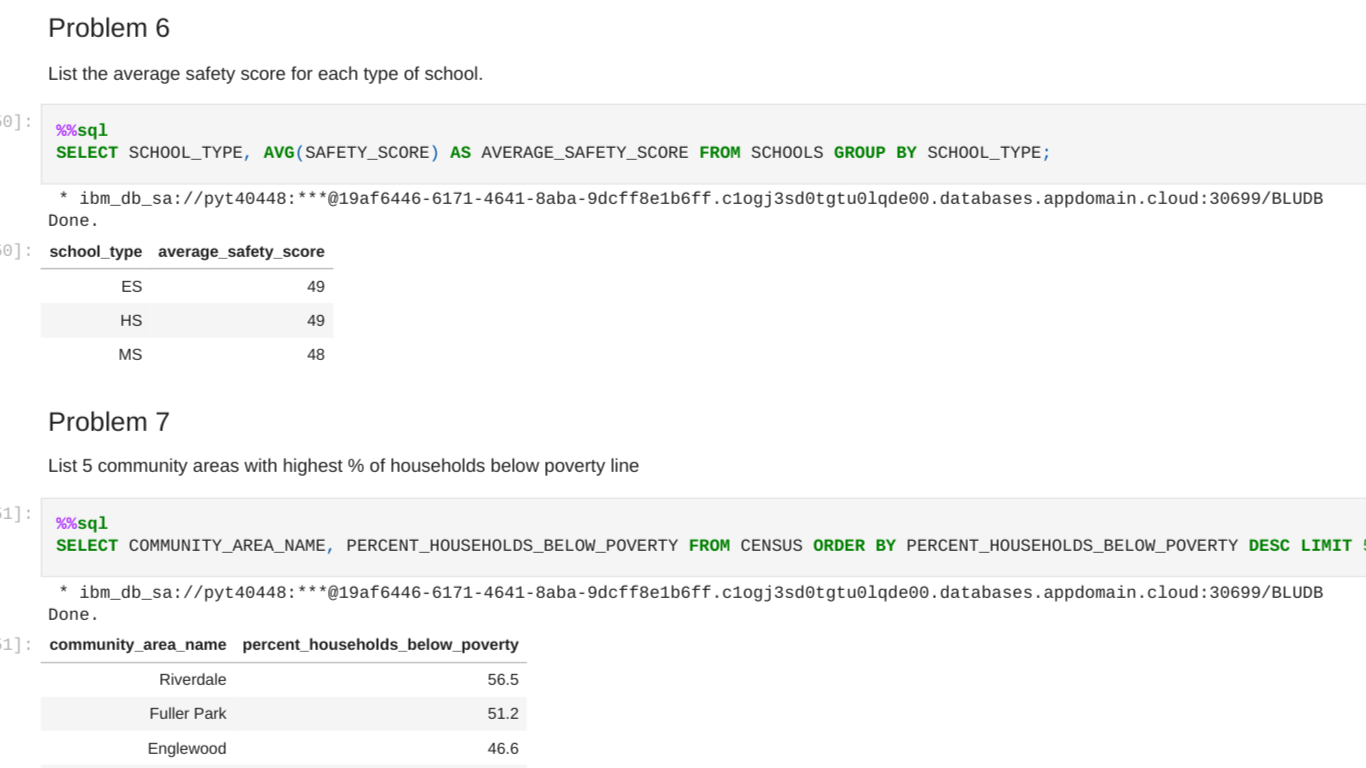 Problem 6
List the average safety score for each type of school.
0]:
%%sql
SELECT SCHOOL_TYPE, AVG(SAFETY_SCORE) AS AVERAGE_SAFETY_SCORE FROM SCHOOLS GROUP BY SCHOOL_TYPE;
* ibm_db_sa://pyt40448:***@19af6446-6171-4641-8aba-9dcff8e1b6ff.c1ogj3sd0tgtu0lqde00.databases.appdomain.cloud:30699/BLUDB
Done.
0]: school_type average_safety_score
ES 49
HS 49
MS 48
Problem 7
List 5 community areas with highest % of households below poverty line
1]:
%%sql
SELECT COMMUNITY_AREA_NAME, PERCENT_HOUSEHOLDS_BELOW_POVERTY FROM CENSUS ORDER BY PERCENT_HOUSEHOLDS_BELOW_POVERTY DESC LIMIT
* ibm_db_sa://pyt40448:***@19af6446-6171-4641-8aba-9dcff8e1b6ff.c1ogj3sd0tgtu0lqde00.databases.appdomain.cloud:30699/BLUDB
Done.
1]: community_area_name percent_households_below_poverty
Riverdale 56.5
Fuller Park 51.2
Englewood 46.6